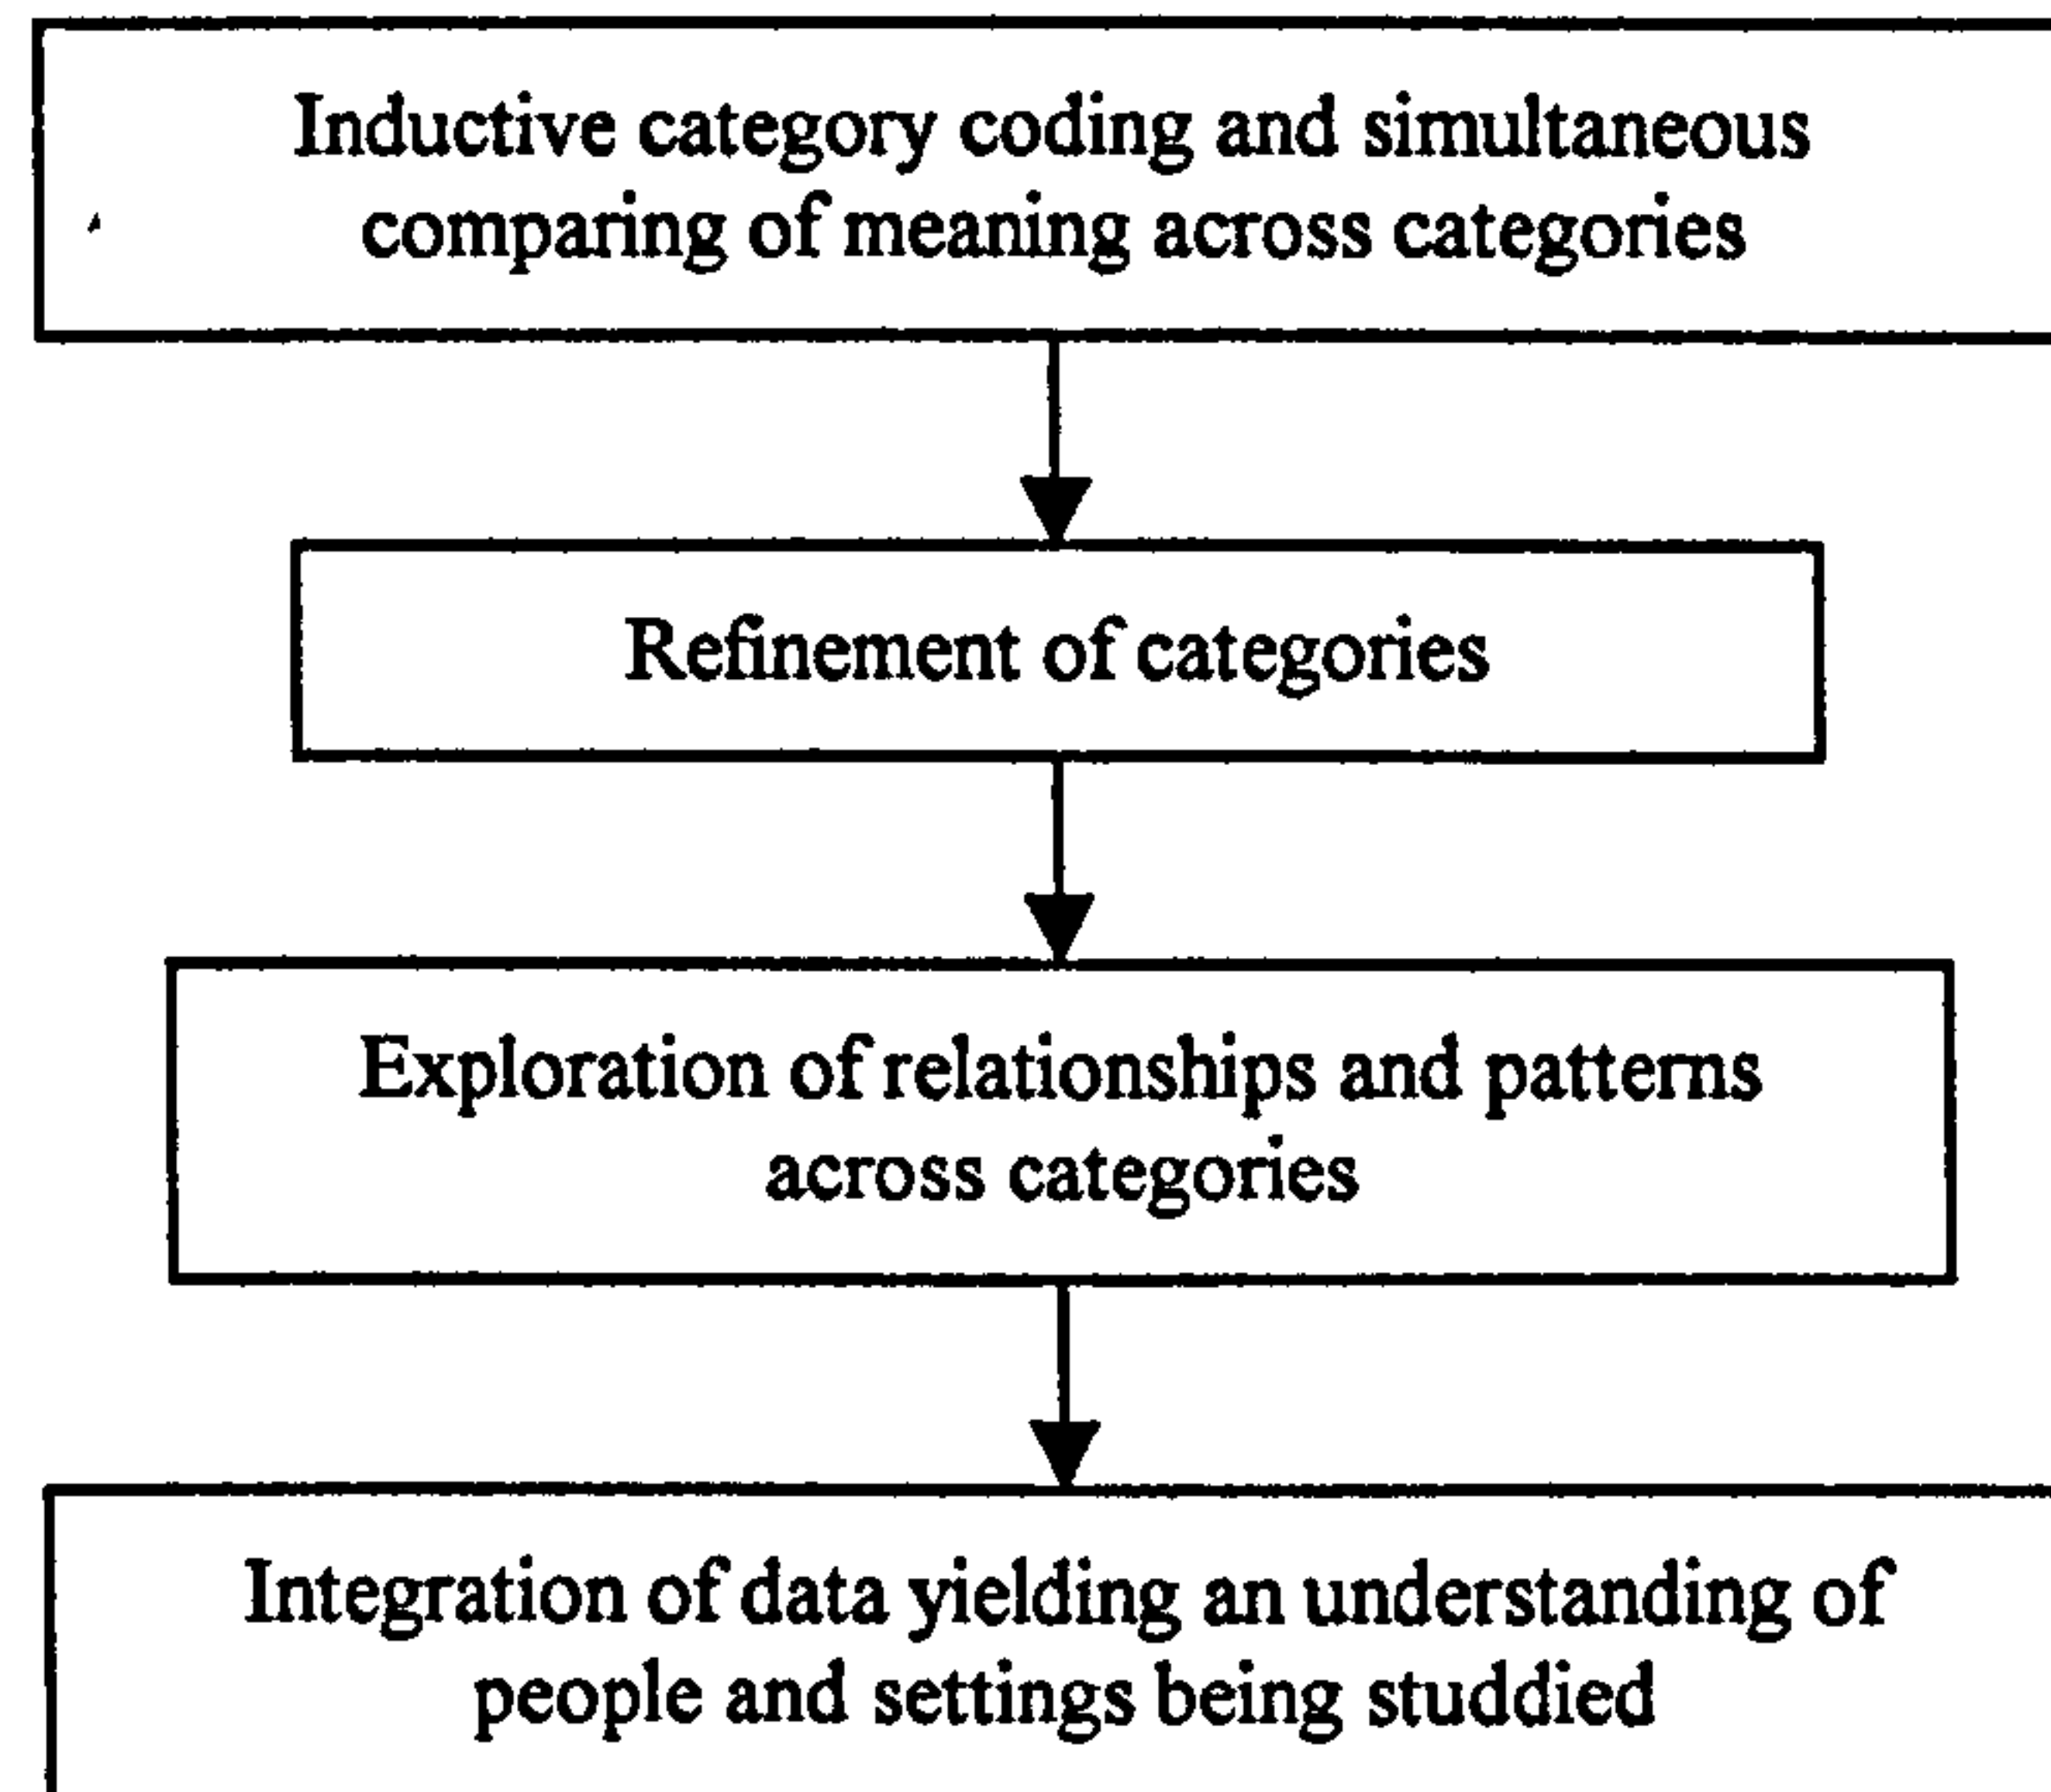 Inductive category coding and simultaneous
comparing of meaning across categories
Refinement of categories
Exploration of relationships and patterns
across categories
Integration of data yielding an understanding of
people and settings being studdied